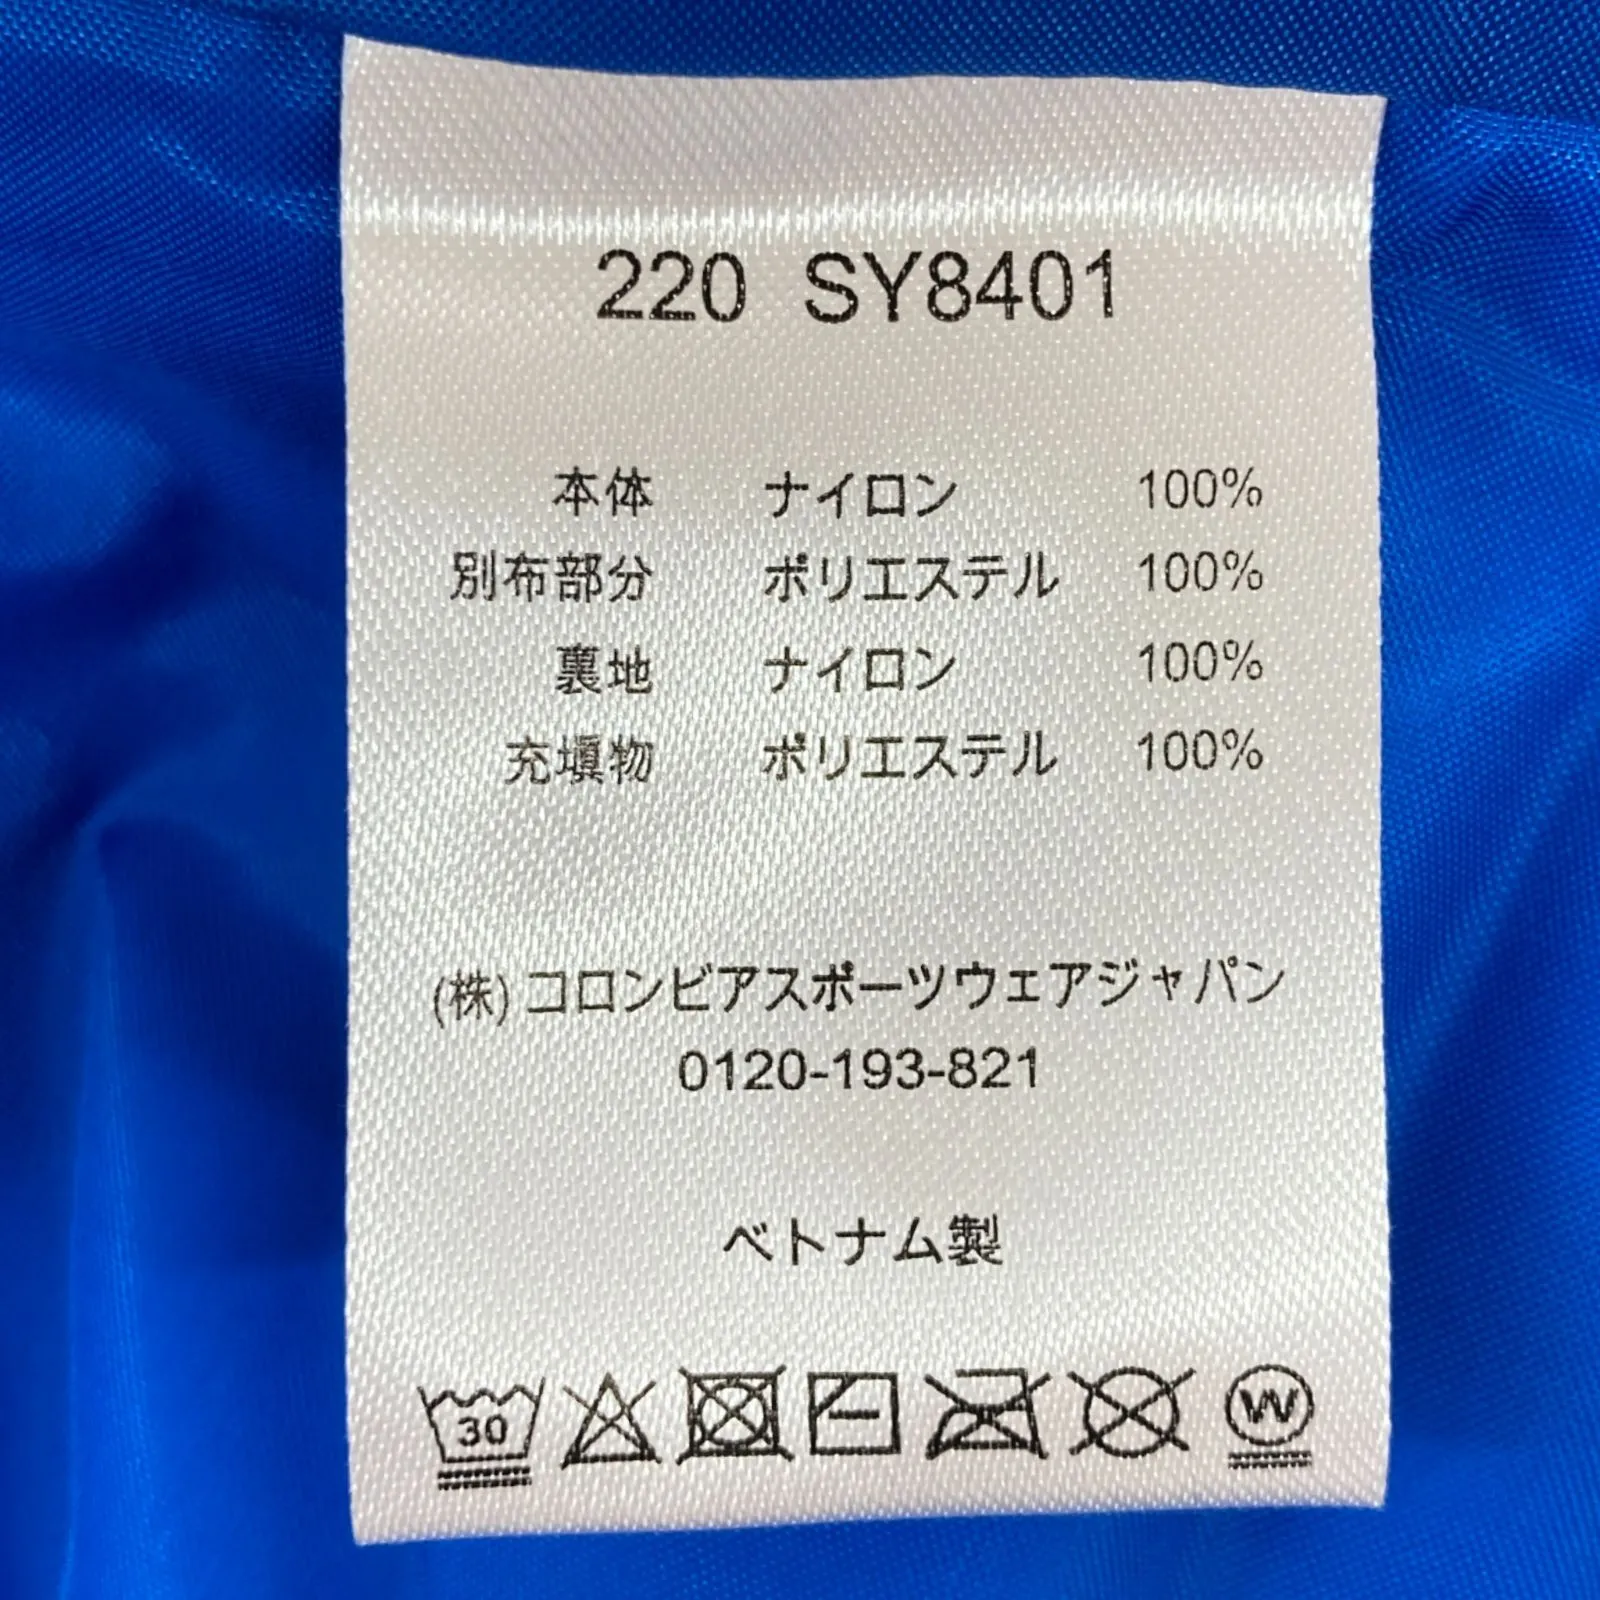 220 SY8401
本体 ナイロン 100%
別布部分 ポリエステル 100%
裏地 ナイロン 100%
充填物 ポリエステル 100%
(株)コロンビアスポーツウェアジャパン
0120-193-821
ベトナム製
30 W